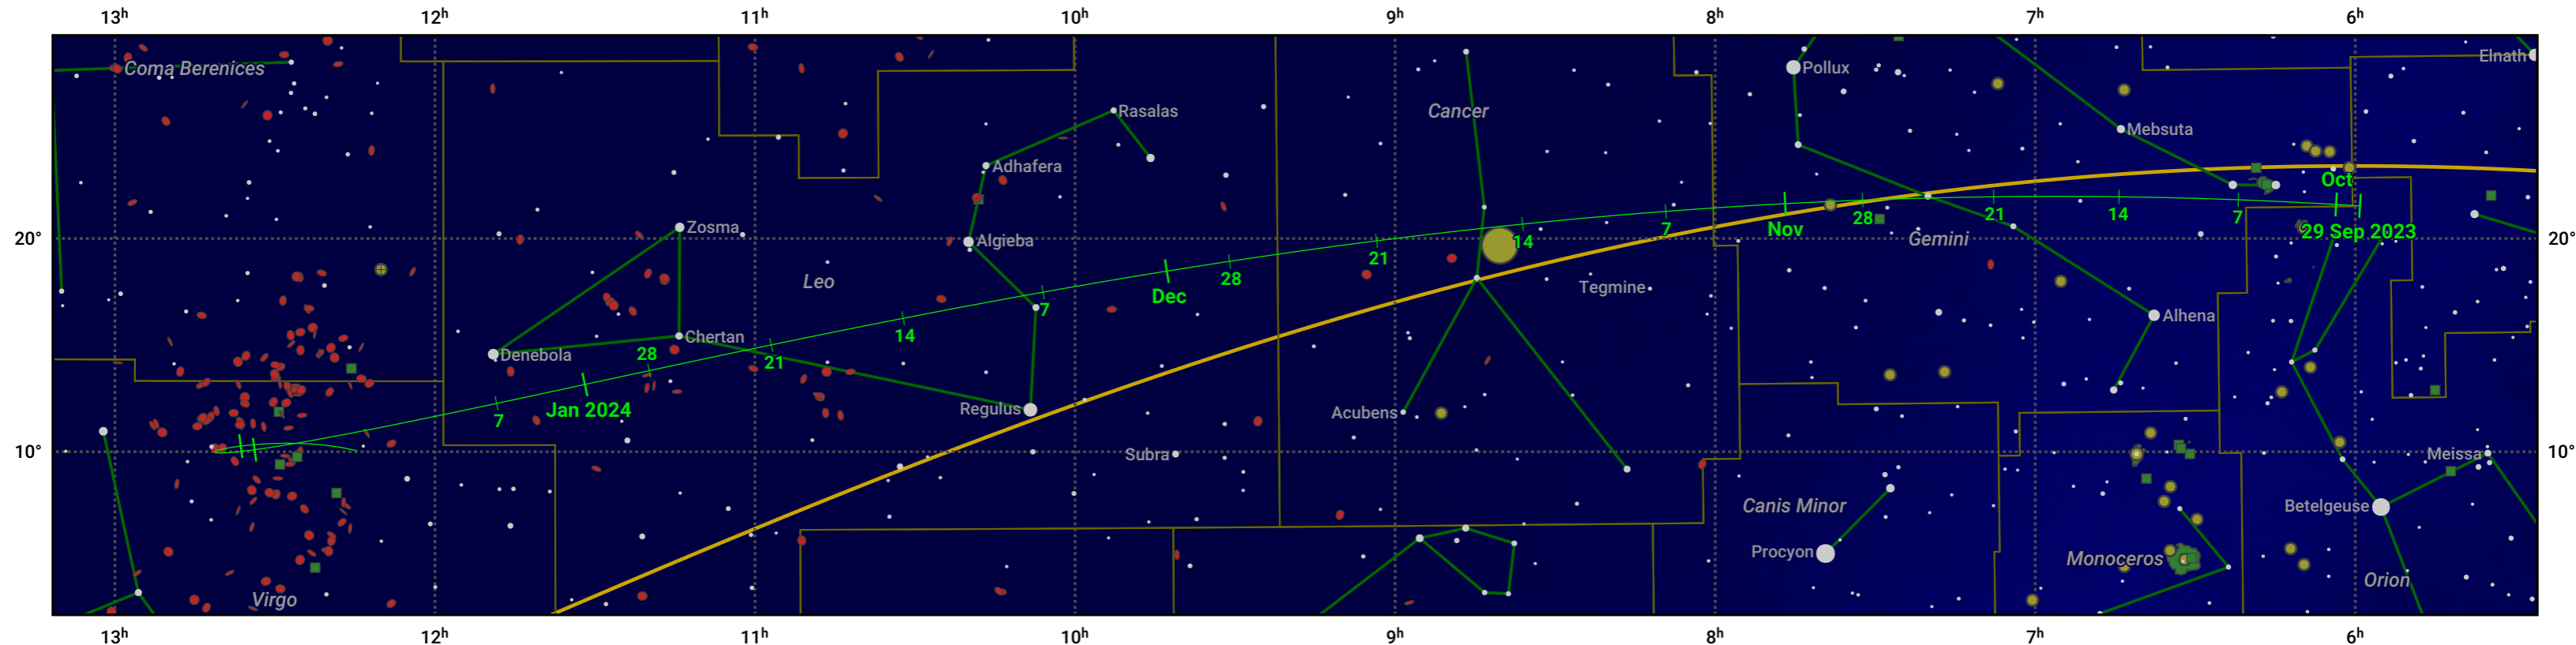 13h 12h 11h 10h 9h 8h 7h 6h
Elnath
Coma Berenices
Pollux
Rasalas
Cancer
Mebsuta
Adhafera
Oct
7 14 21 28 Nov 7 14
Zosma
29 Sep 2023
20° Algieba Gemini 20°
21 28
Leo
Tegmine
Dec
7
Alhena
14
Chertan
28 21
Denebola
Regulus
Jan 2024
7
Acubens
10° Subra Meissa 10°
Canis Minor Betelgeuse
Procyon Monoceros
Orion
Virgo
13h 12h 11h 10h 9h 8h 7h 6h